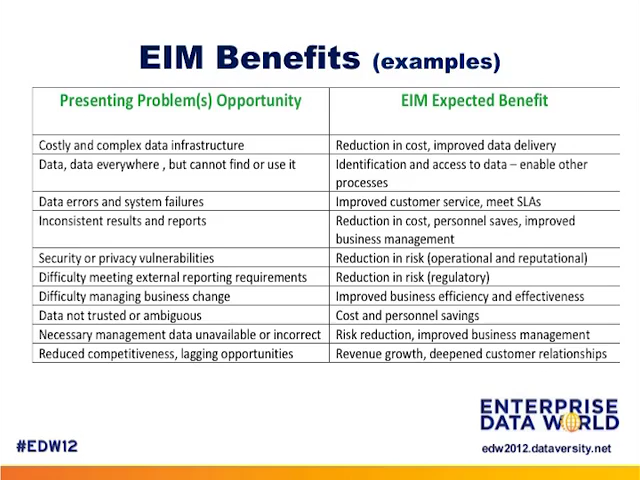 EIM Benefits (examples)
Presenting Problem(s) Opportunity EIM Expected Benefit
Costly and complex data infrastructure Reduction in cost, improved data delivery
Data, data everywhere , but cannot find or use it Identification and access to data – enable other
processes
Data errors and system failures Improved customer service, meet SLAs
Inconsistent results and reports Reduction in cost, personnel saves, improved
business management
Security or privacy vulnerabilities Reduction in risk (operational and reputational)
Difficulty meeting external reporting requirements Reduction in risk (regulatory)
Difficulty managing business change Improved business efficiency and effectiveness
Data not trusted or ambiguous Cost and personnel savings
Necessary management data unavailable or incorrect Risk reduction, improved business management
Reduced competitiveness, lagging opportunities Revenue growth, deepened customer relationships
ENTERPRISE
DATA WORLD
#EDW12 edw2012.dataversity.net